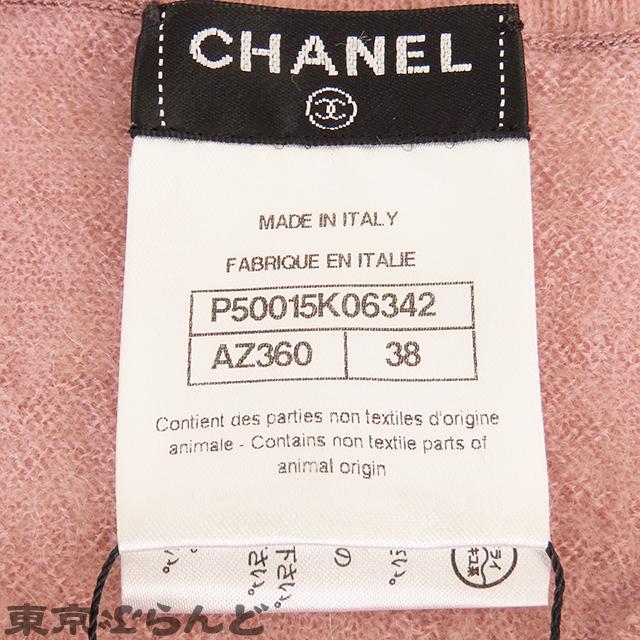 CHANEL
MADE IN ITALY
FABRIQUE EN ITALIE
P50015K06342
AZ360 38
Contient des parties non textiles d'origine
animale - Contains non textile parts of
animal origin
東京ぶらんど